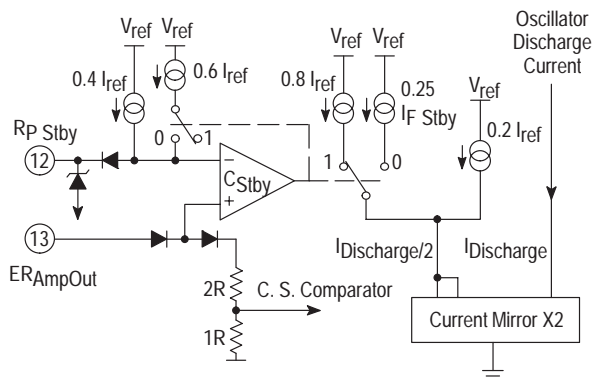 Vref
Vref
Vref
Vref
Oscillator
Discharge
Current
0.4 Iref
0.6 Iref
0.8 Iref
0.25
IF Stby
Vref
0.2 Iref
RP Stby
12
0
1
−
CStby
+
1
0
13
ERAmpOut
IDischarge/2
IDischarge
2R
C. S. Comparator
1R
Current Mirror X2